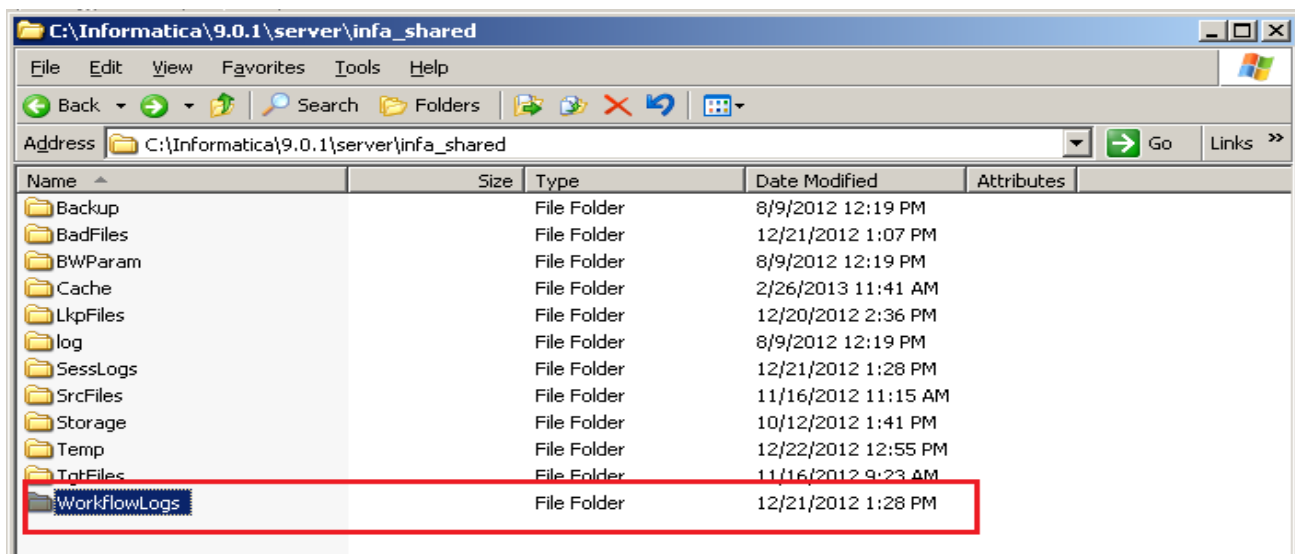 C:\Informatica\9.0.1\server\infa_shared
File Edit View Favorites Tools Help
Back Search Folders
Address C:\Informatica\9.0.1\server\infa_shared Go Links »
Name Size Type Date Modified Attributes
Backup File Folder 8/9/2012 12:19 PM
BadFiles File Folder 12/21/2012 1:07 PM
BWParam File Folder 8/9/2012 12:19 PM
Cache File Folder 2/26/2013 11:41 AM
LkpFiles File Folder 12/20/2012 2:36 PM
log File Folder 8/9/2012 12:19 PM
SessLogs File Folder 12/21/2012 1:28 PM
SrcFiles File Folder 11/16/2012 11:15 AM
Storage File Folder 10/12/2012 1:41 PM
Temp File Folder 12/22/2012 12:55 PM
TgtFiles File Folder 11/16/2012 9:23 AM
WorkflowLogs File Folder 12/21/2012 1:28 PM